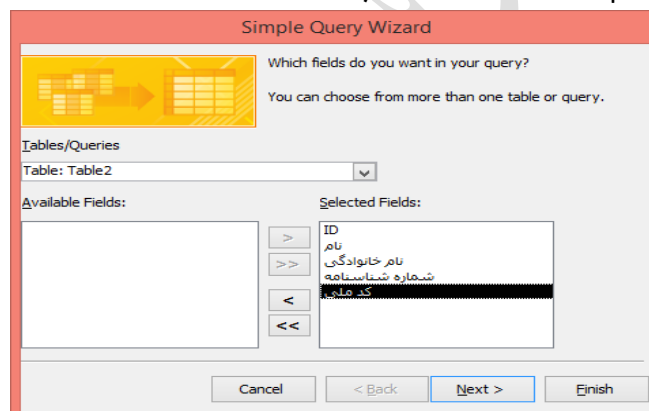 Simple Query Wizard
Which fields do you want in your query?
You can choose from more than one table or query.
Tables/Queries
Table: Table2
Available Fields:
Selected Fields:
>
>>
<
<<
ID
نام
نام خانوادگی
شماره شناسنامه
کد ملی
Cancel
< Back
Next >
Finish